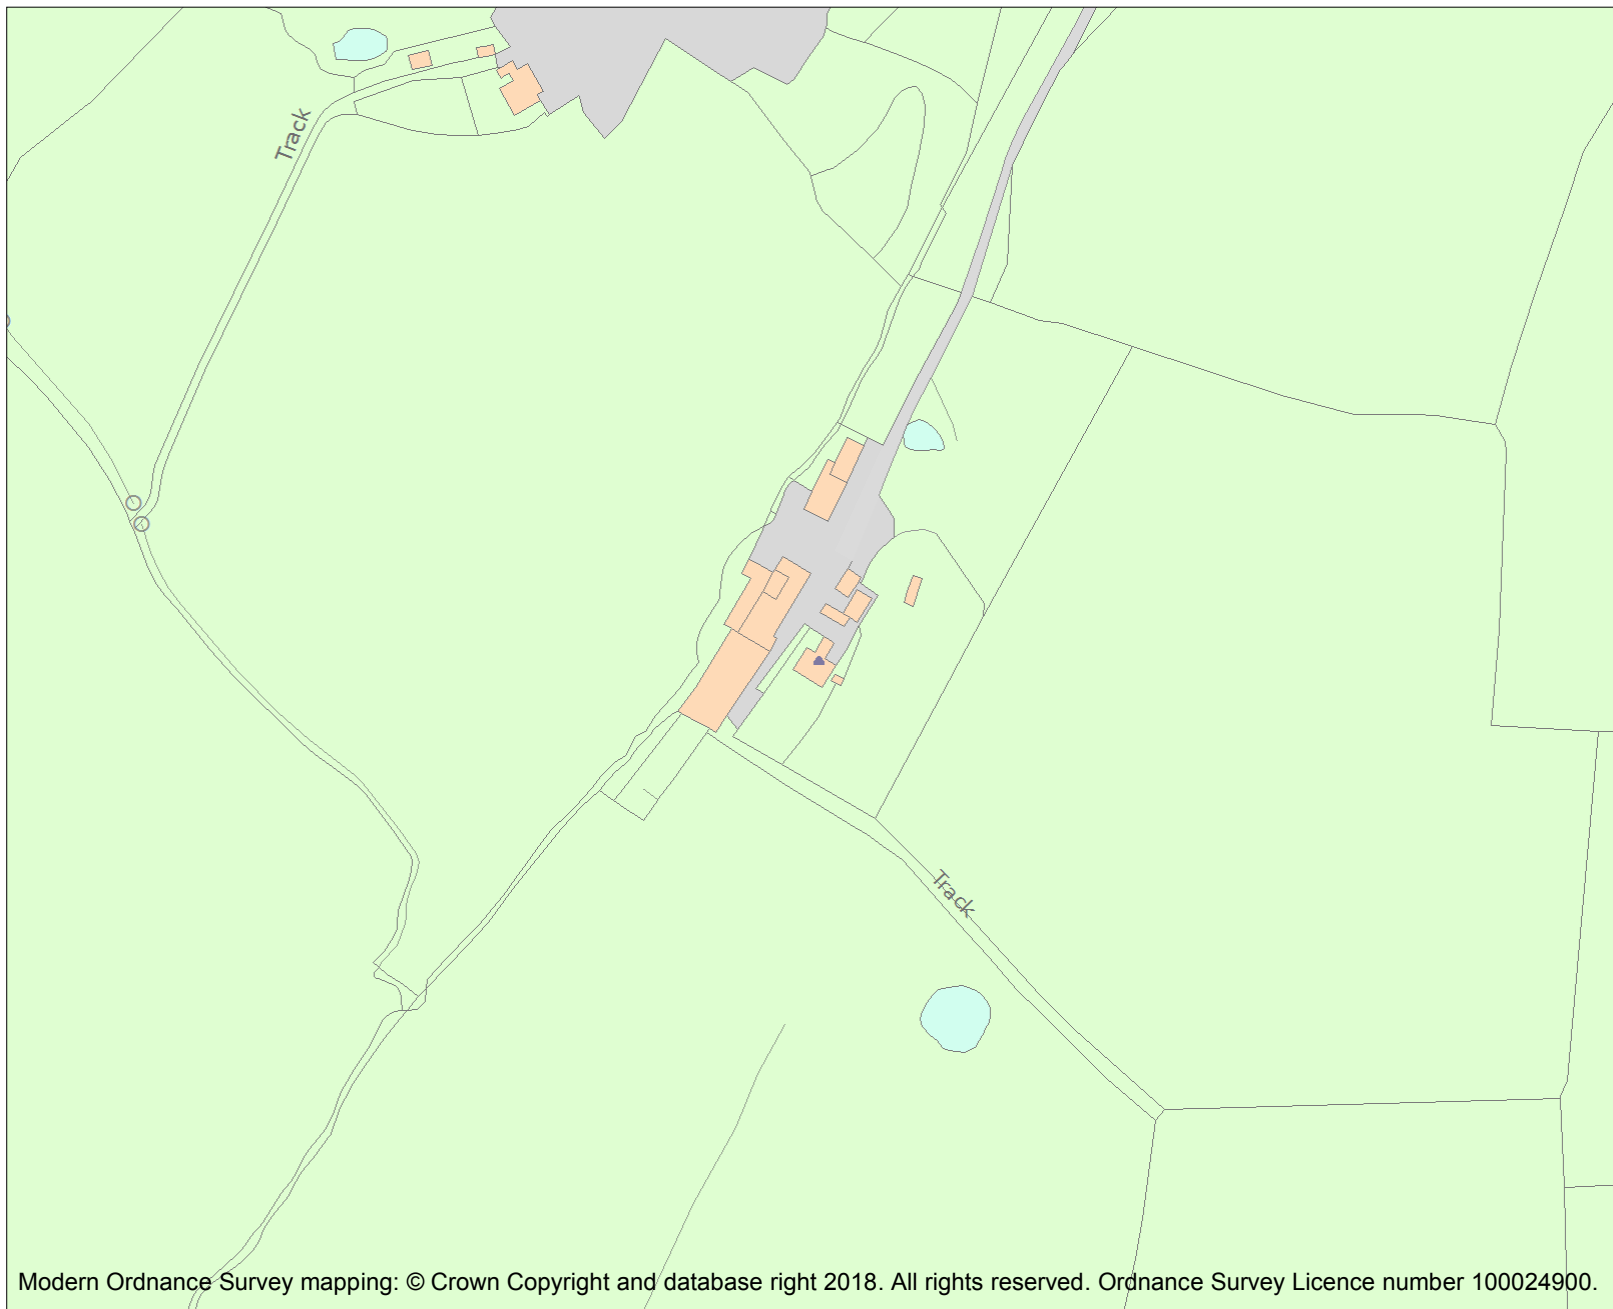 Track
Track
Modern Ordnance Survey mapping: © Crown Copyright and database right 2018. All rights reserved. Ordnance Survey Licence number 100024900.